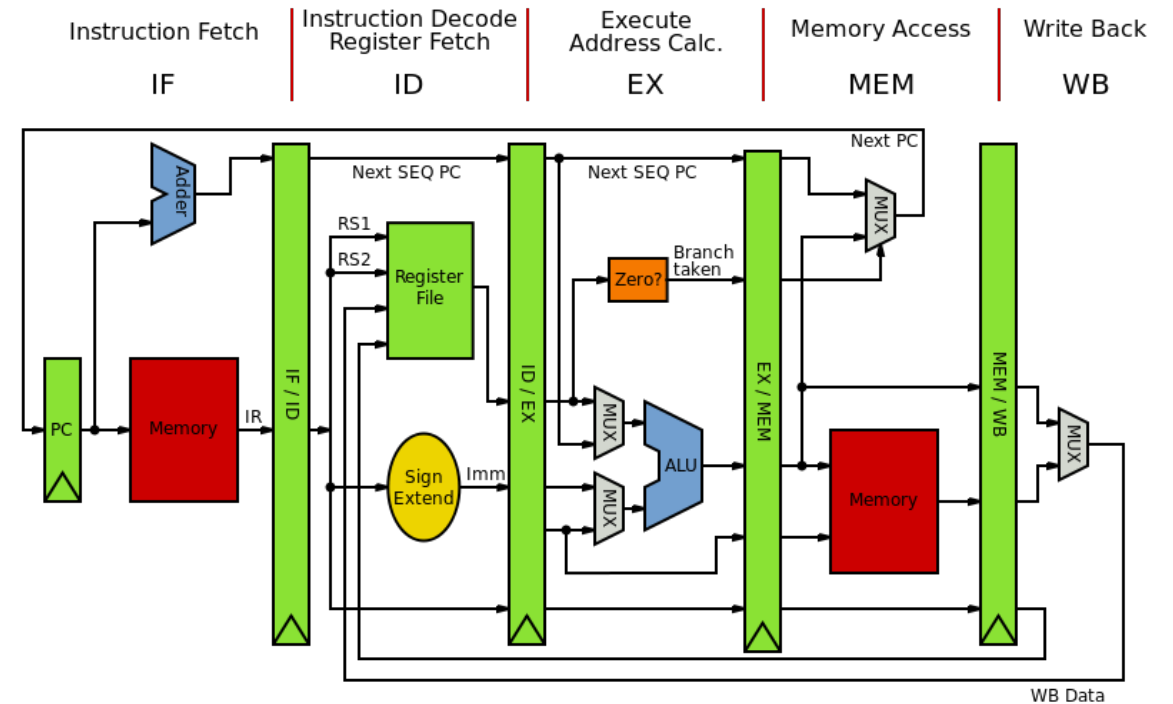 Instruction Fetch
IF
Instruction Decode
Register Fetch
ID
Execute
Address Calc.
EX
Memory Access
MEM
Write Back
WB
Next PC
Adder
Next SEQ PC
Next SEQ PC
MUX
RS1
RS2
Register
File
Zero?
Branch
taken
PC
Memory
IR
IF / ID
Sign
Extend
Imm
ID / EX
MUX
MUX
ALU
EX / MEM
Memory
MEM / WB
MUX
WB Data